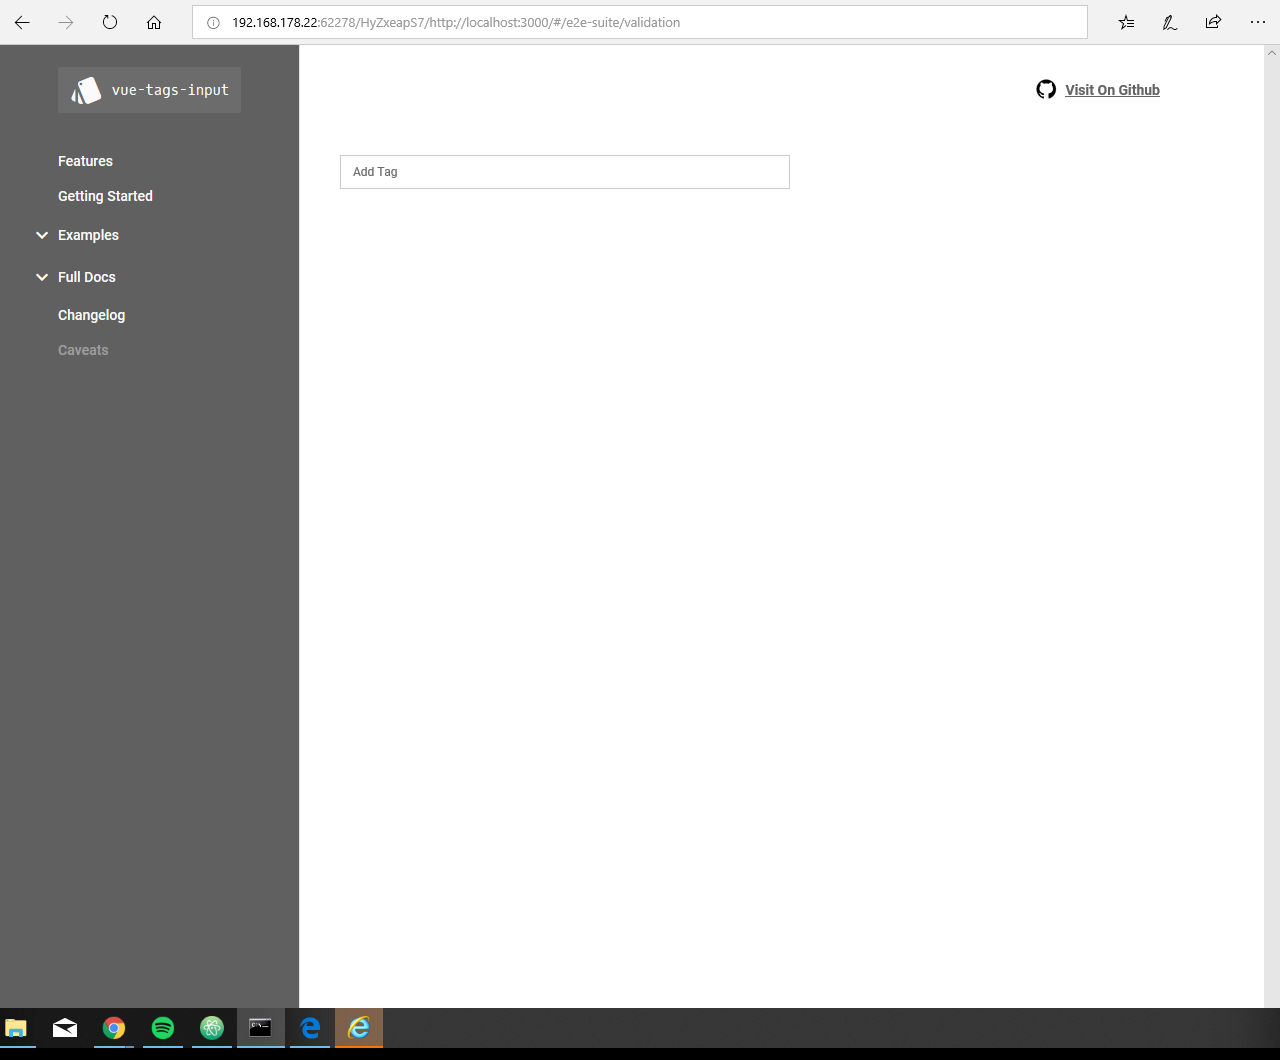 192.168.178.22:62278/HyZxeapS7/http://localhost:3000/#/e2e-suite/validation
vue-tags-input
Visit On Github
Features
Add Tag
Getting Started
Examples
Full Docs
Changelog
Caveats